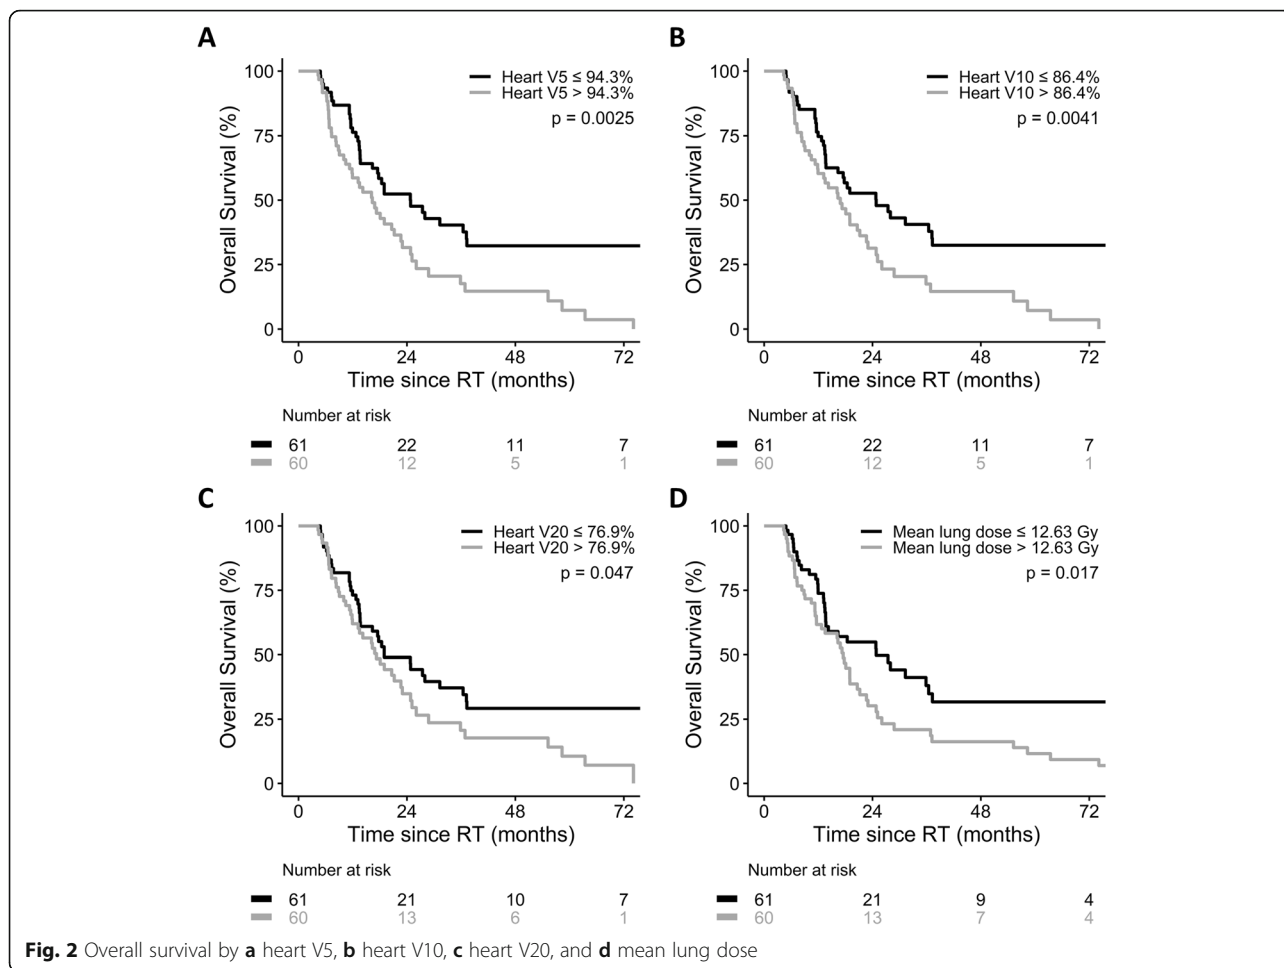 A
Heart V5 ≤ 94.3%
Heart V5 > 94.3%
p = 0.0025
Overall Survival (%)
100
75
50
25
0
0 24 48 72
Time since RT (months)
Number at risk
61 22 11 7
60 12 5 1
B
Heart V10 ≤ 86.4%
Heart V10 > 86.4%
p = 0.0041
Overall Survival (%)
100
75
50
25
0
0 24 48 72
Time since RT (months)
Number at risk
61 22 11 7
60 12 5 1
C
Heart V20 ≤ 76.9%
Heart V20 > 76.9%
p = 0.047
Overall Survival (%)
100
75
50
25
0
0 24 48 72
Time since RT (months)
Number at risk
61 21 10 7
60 13 6 1
D
Mean lung dose ≤ 12.63 Gy
Mean lung dose > 12.63 Gy
p = 0.017
Overall Survival (%)
100
75
50
25
0
0 24 48 72
Time since RT (months)
Number at risk
61 21 9 4
60 13 7 4
Fig. 2 Overall survival by a heart V5, b heart V10, c heart V20, and d mean lung dose